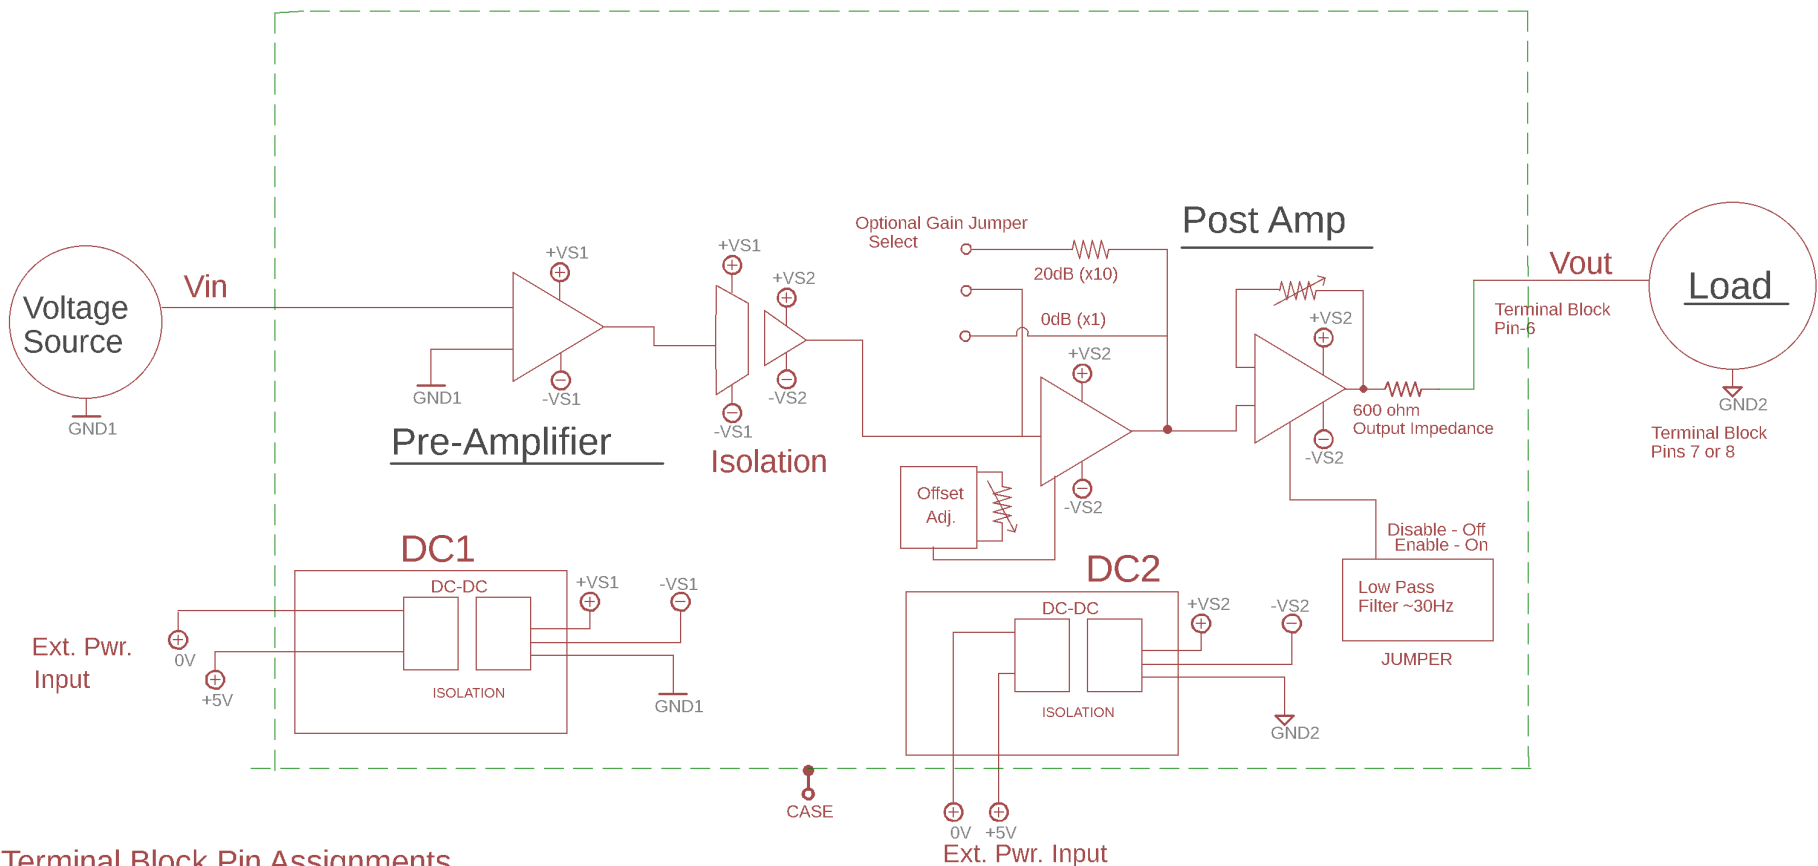 Voltage
Source
GND1
Vin
+VS1
-VS1
GND1
Pre-Amplifier
+VS1
-VS1
+VS2
-VS2
Isolation
Optional Gain Jumper
Select
20dB (x10)
0dB (x1)
+VS2
-VS2
Offset
Adj.
Post Amp
+VS2
-VS2
600 ohm
Output Impedance
Vout
Terminal Block
Pin-6
Load
GND2
Terminal Block
Pins 7 or 8
Disable - Off
Enable - On
Low Pass
Filter ~30Hz
JUMPER
DC1
DC-DC
ISOLATION
+VS1
-VS1
GND1
Ext. Pwr.
Input
0V
+5V
DC2
DC-DC
ISOLATION
+VS2
-VS2
GND2
CASE
0V
+5V
Ext. Pwr. Input
Terminal Block Pin Assignments